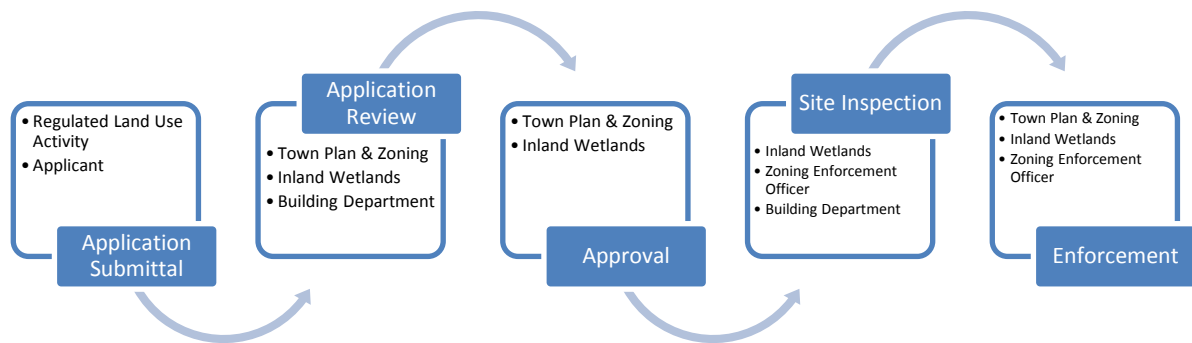 • Regulated Land Use
Activity
• Applicant
Application
Submittal
Application
Review
• Town Plan & Zoning
• Inland Wetlands
• Building Department
• Town Plan & Zoning
• Inland Wetlands
Approval
Site Inspection
• Inland Wetlands
• Zoning Enforcement
Officer
• Building Department
• Town Plan & Zoning
• Inland Wetlands
• Zoning Enforcement
Officer
Enforcement